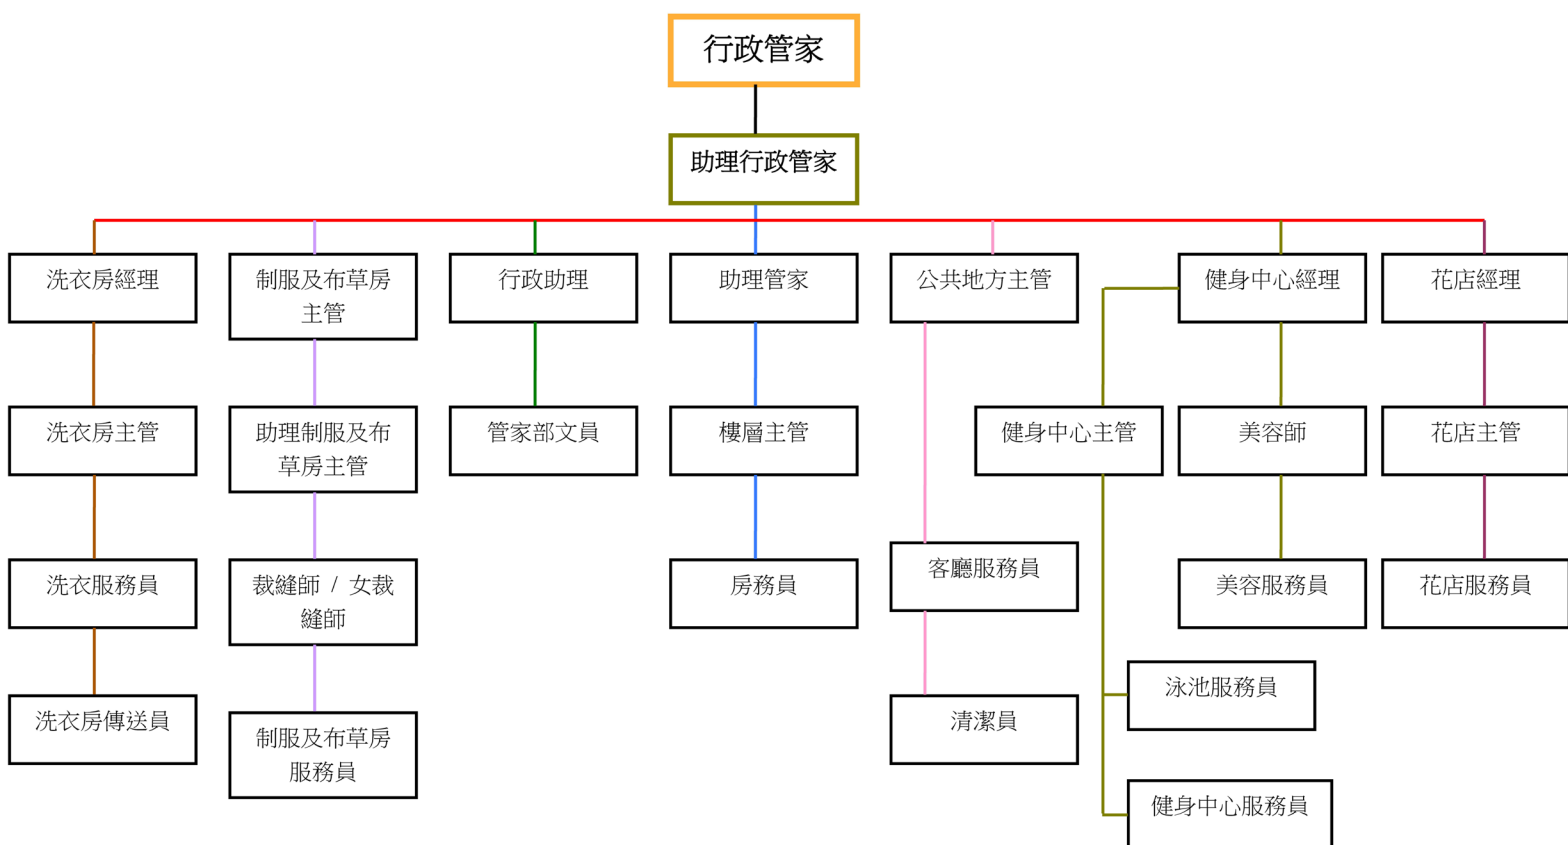 行政管家
助理行政管家
洗衣房經理
制服及布草房
主管
行政助理
助理管家
公共地方主管
健身中心經理
花店經理
洗衣房主管
助理制服及布
草房主管
管家部文員
樓層主管
健身中心主管
美容師
花店主管
洗衣服務員
裁縫師 / 女裁
縫師
房務員
客廳服務員
美容服務員
花店服務員
洗衣房傳送員
制服及布草房
服務員
清潔員
泳池服務員
健身中心服務員